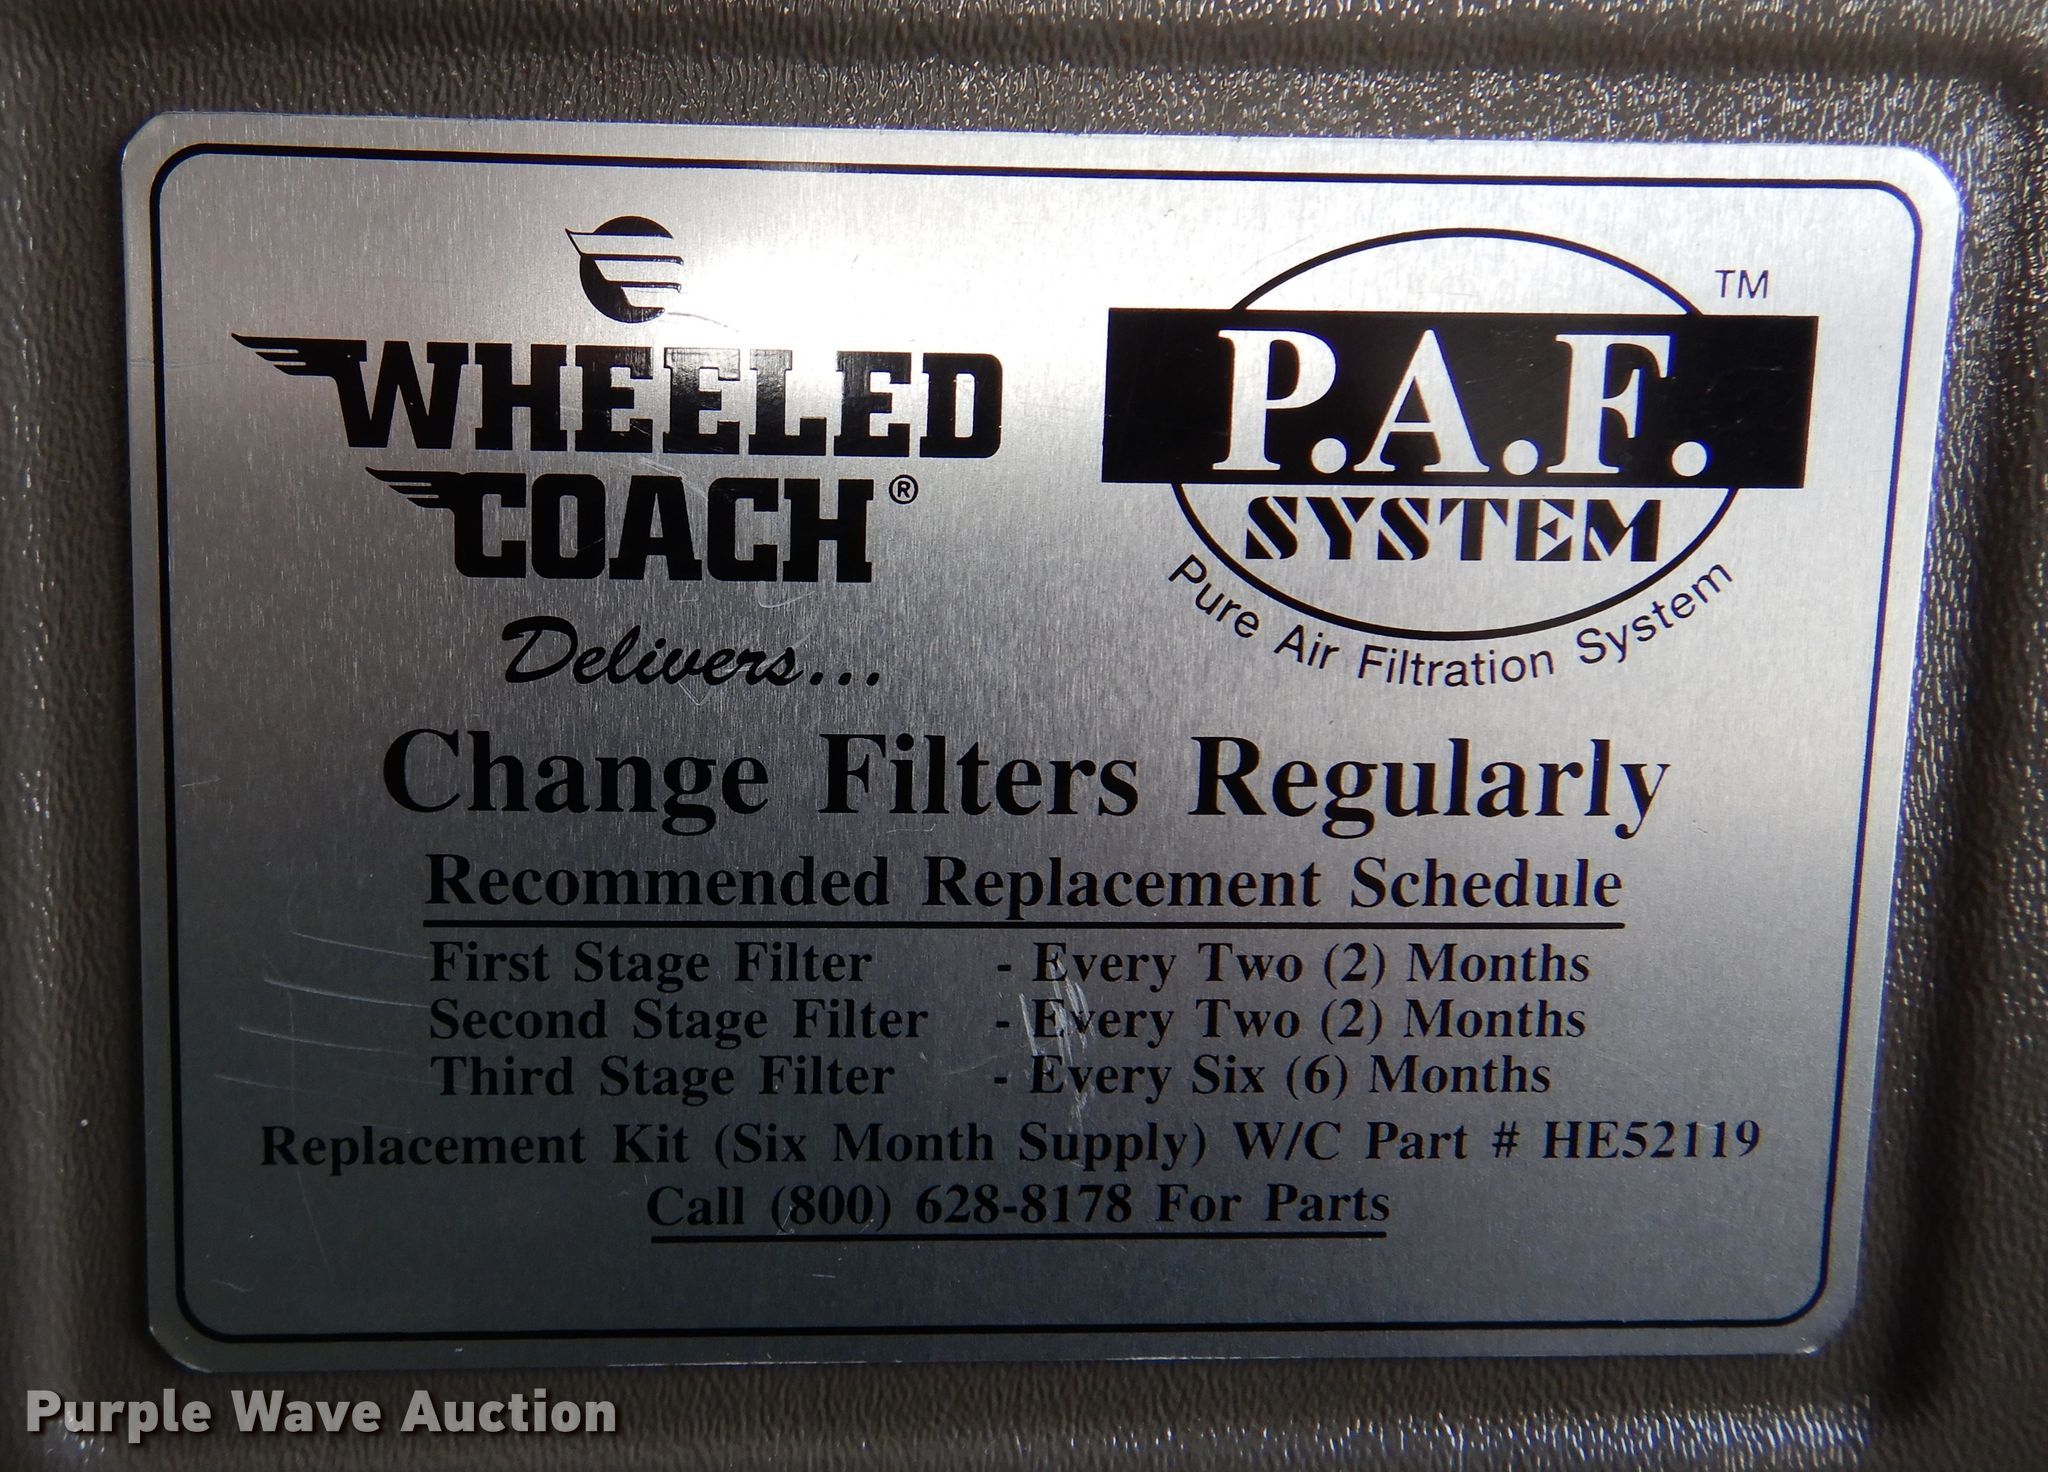 WHEELED
COACH®
Delivers...
P.A.F.
TM
SYSTEM
Pure Air Filtration System
Change Filters Regularly
Recommended Replacement Schedule
First Stage Filter - Every Two (2) Months
Second Stage Filter - Every Two (2) Months
Third Stage Filter - Every Six (6) Months
Replacement Kit (Six Month Supply) W/C Part # HE52119
Call (800) 628-8178 For Parts
Purple Wave Auction